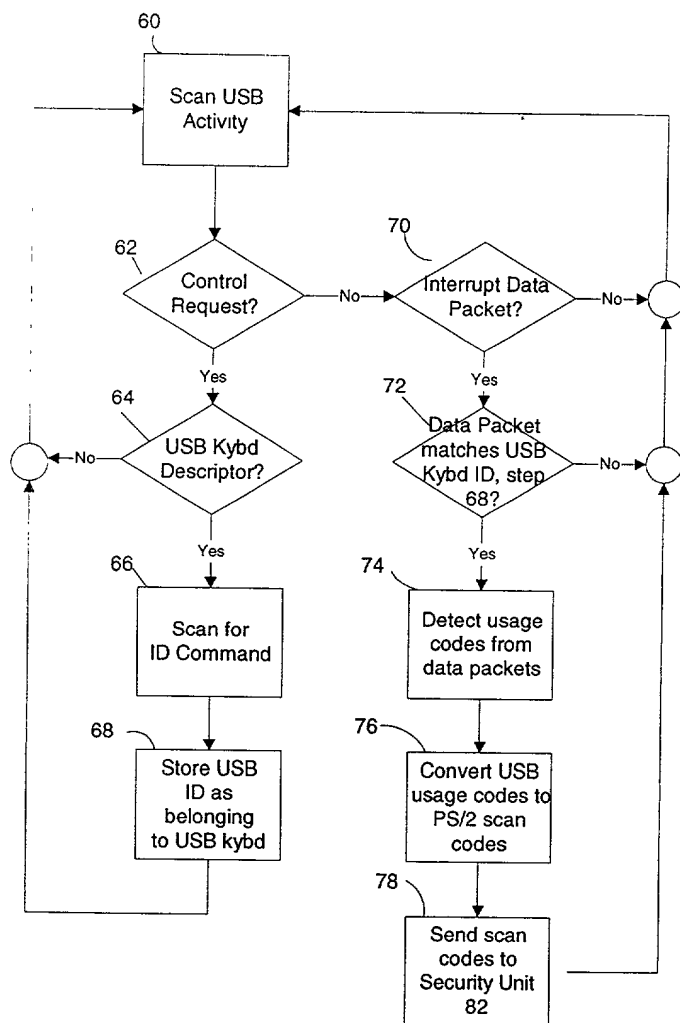 60
Scan USB
Activity
62
Control
Request?
No
70
Interrupt Data
Packet?
No
Yes
Yes
64
USB Kybd
Descriptor?
No
72
Data Packet
matches USB
Kybd ID, step
68?
No
Yes
Yes
66
Scan for
ID Command
74
Detect usage
codes from
data packets
68
Store USB
ID as
belonging
to USB kybd
76
Convert USB
usage codes to
PS/2 scan
codes
78
Send scan
codes to
Security Unit
82